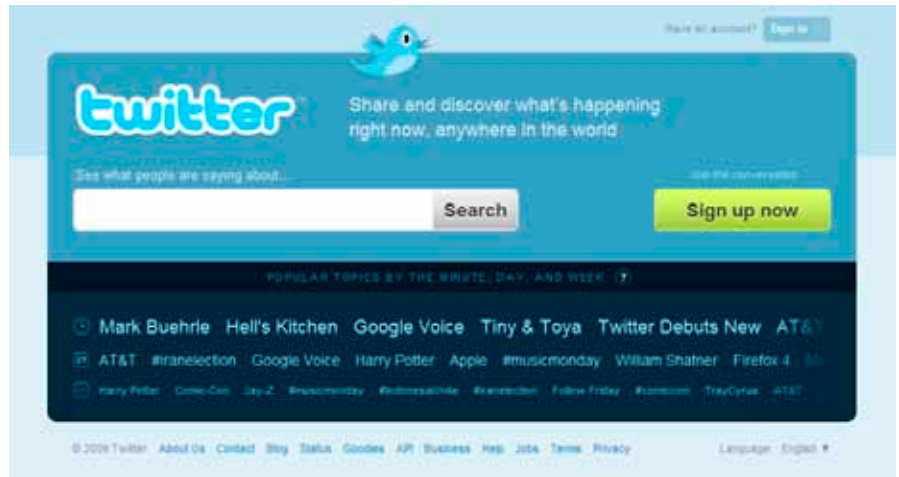 Have an account? Sign in
twitter
Share and discover what's happening
right now, anywhere in the world
See what people are saying about...
Join the conversation
Search
Sign up now
POPULAR TOPICS BY THE MINUTE, DAY, AND WEEK ?
Mark Buehrle Hell's Kitchen Google Voice Tiny & Toya Twitter Debuts New AT&T
AT&T #iranelection Google Voice Harry Potter Apple #musicmonday William Shatner Firefox 4
Harry Potter Comic-Con Jay-Z #musicmonday #iranelection Follow Friday #comiccon TreyCyrus AT&T
© 2009 Twitter About Us Contact Blog Status Goodies API Business Help Jobs Terms Privacy
Language: English